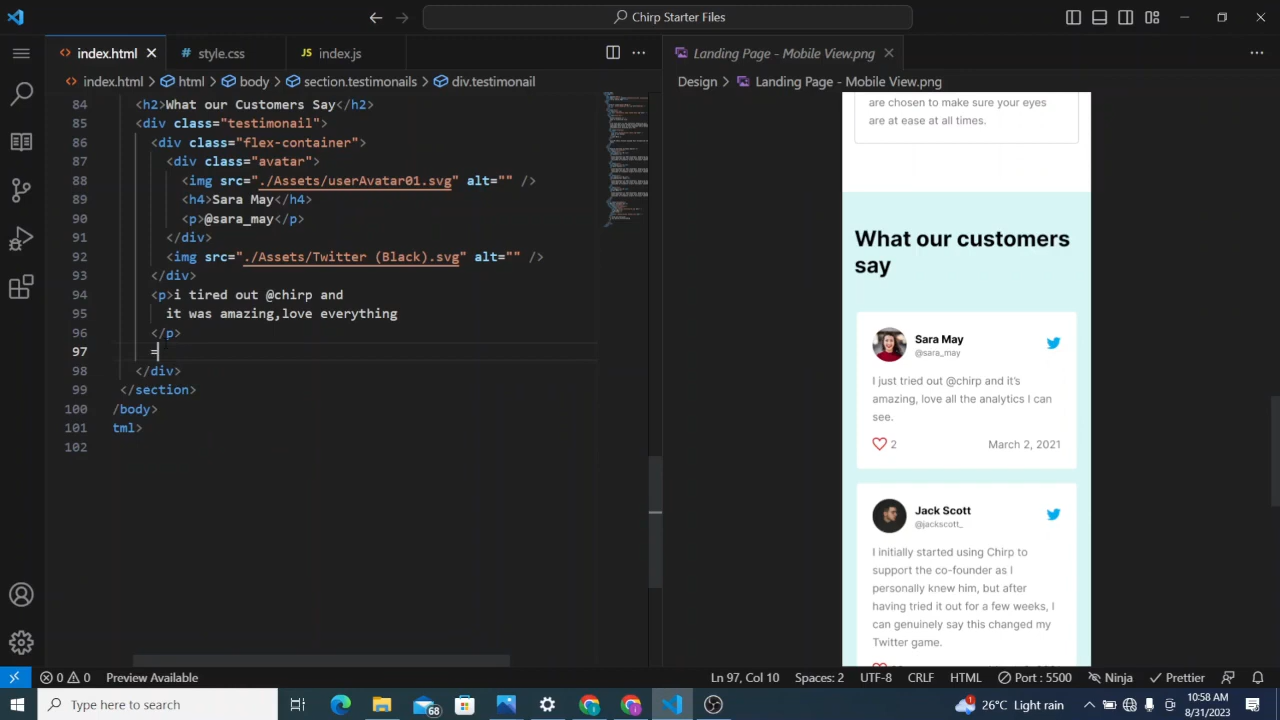 Chirp Starter Files
index.html
style.css
index.js
Landing Page - Mobile View.png
index.html > html > body > section.testimonails > div.testimonail
Design > Landing Page - Mobile View.png
84 <h2>What our Customers Say</h2>
85 <div class="testimonail">
86 <div class="flex-container">
87 <div class="avatar">
88 <img src="./Assets/user/avatar01.svg" alt="" />
89 <h4>Sara May</h4>
90 <p>@sara_may</p>
91 </div>
92 <img src="./Assets/Twitter (Black).svg" alt="" />
93 </div>
94 <p>i tired out @chirp and
95 it was amazing,love everything
96 </p>
97 =
98 </div>
99 </section>
100 /body>
101 tml>
102
are chosen to make sure your eyes
are at ease at all times.
What our customers
say
Sara May
@sara_may
I just tried out @chirp and it's
amazing, love all the analytics I can
see.
2 March 2, 2021
Jack Scott
@jackscott_
I initially started using Chirp to
support the co-founder as I
personally knew him, but after
having tried it out for a few weeks, I
can genuinely say this changed my
Twitter game.
0 0 Preview Available Ln 97, Col 10 Spaces: 2 UTF-8 CRLF HTML Port : 5500 Ninja Prettier
Type here to search
68
1
26°C Light rain
10:58 AM
8/31/2023